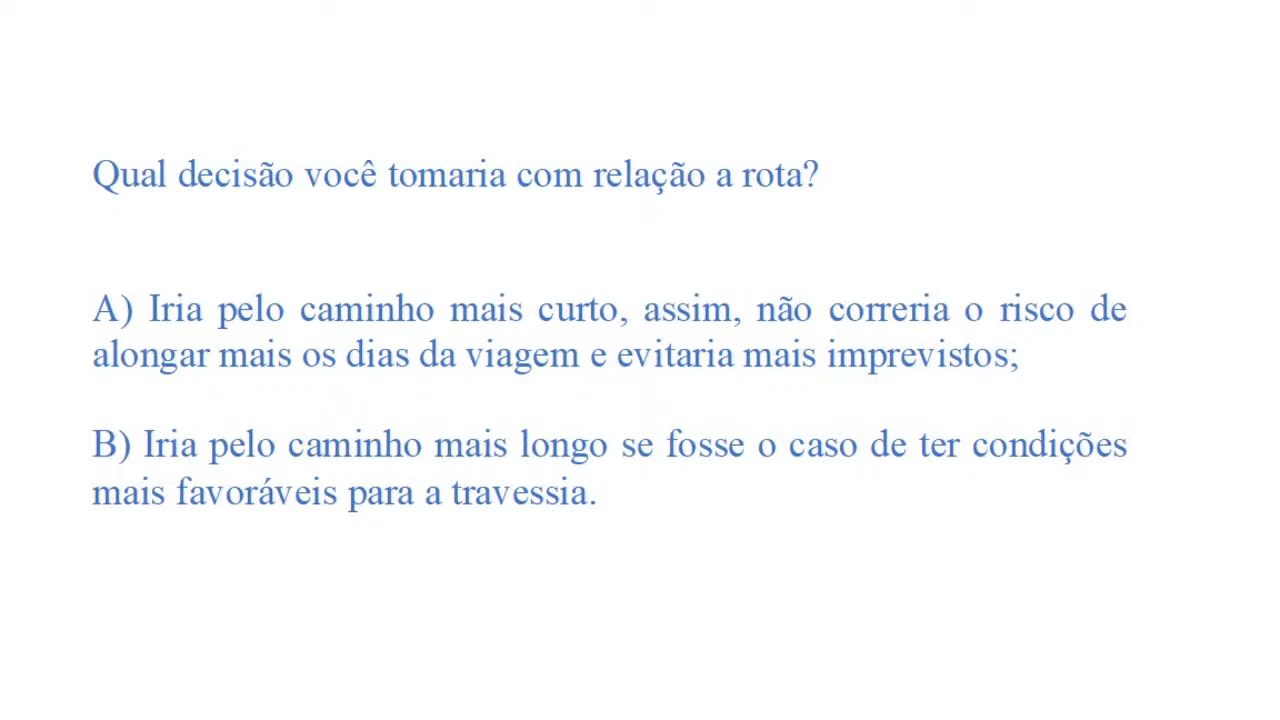 Qual decisão você tomaria com relação a rota?
A) Iria pelo caminho mais curto, assim, não correria o risco de
alongar mais os dias da viagem e evitaria mais imprevistos;
B) Iria pelo caminho mais longo se fosse o caso de ter condições
mais favoráveis para a travessia.